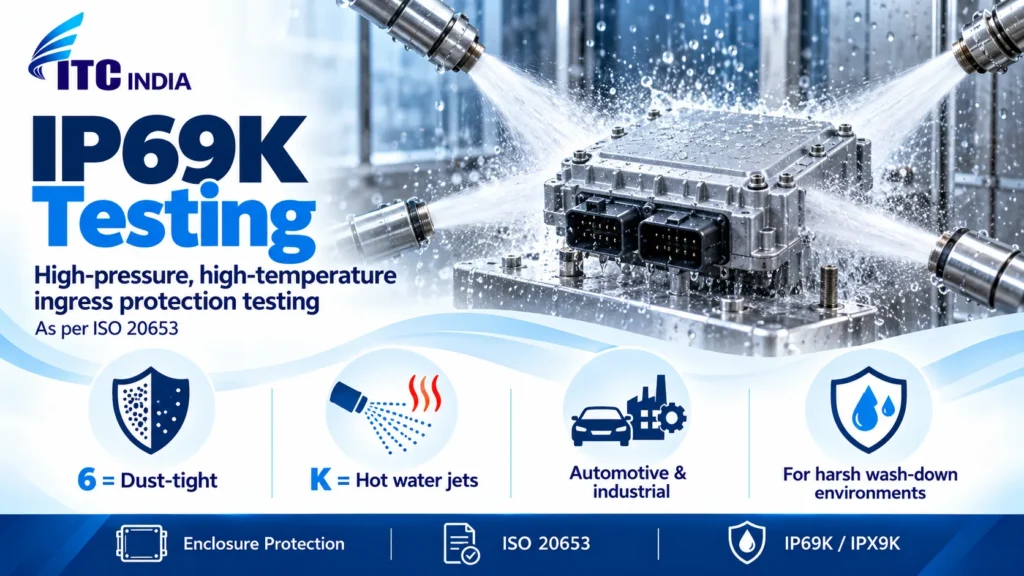 ITC INDIA
IP69K
Testing
High-pressure, high-temperature
ingress protection testing
As per ISO 20653
6 = Dust-tight
K = Hot water jets
Automotive &
industrial
For harsh wash-down
environments
Enclosure Protection
ISO 20653
IP69K / IPX9K